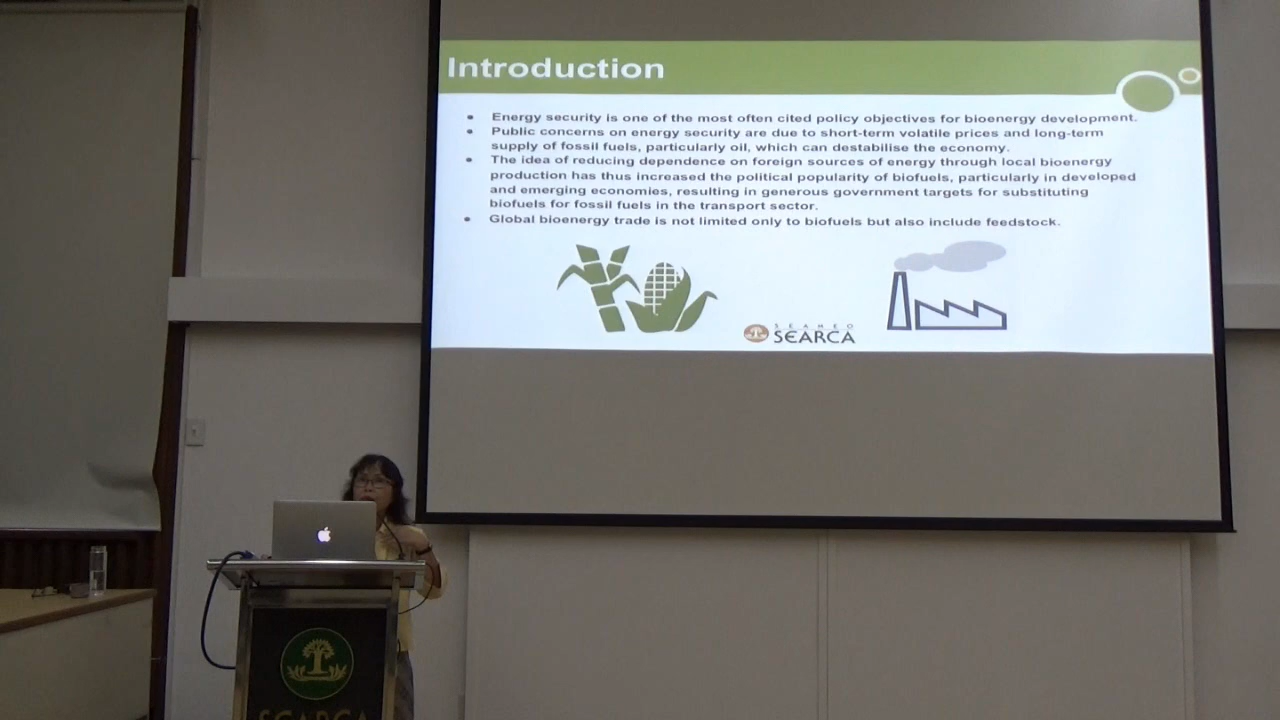 Introduction
• Energy security is one of the most often cited policy objectives for bioenergy development.
• Public concerns on energy security are due to short-term volatile prices and long-term
supply of fossil fuels, particularly oil, which can destabilise the economy.
• The idea of reducing dependence on foreign sources of energy through local bioenergy
production has thus increased the political popularity of biofuels, particularly in developed
and emerging economies, resulting in generous government targets for substituting
biofuels for fossil fuels in the transport sector.
• Global bioenergy trade is not limited only to biofuels but also include feedstock.
SEAMEO
SEARCA
SEARCA